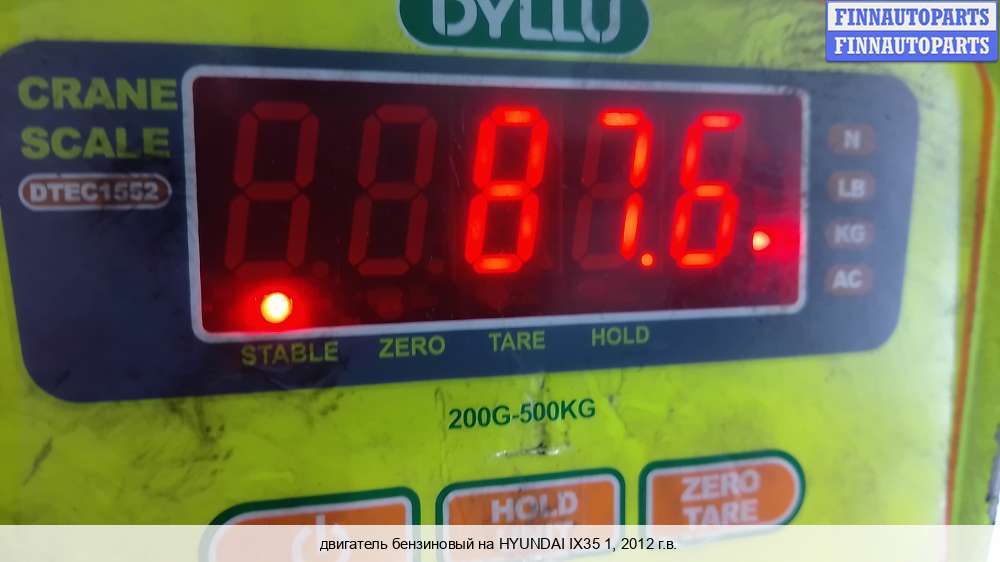 DYLLU
FINNAUTOPARTS
FINNAUTOPARTS
CRANE
SCALE
DTEC1552
87.6
N
LB
KG
AC
STABLE ZERO TARE HOLD
200G-500KG
HOLD
ZERO
TARE
двигатель бензиновый на HYUNDAI IX35 1, 2012 г.в.